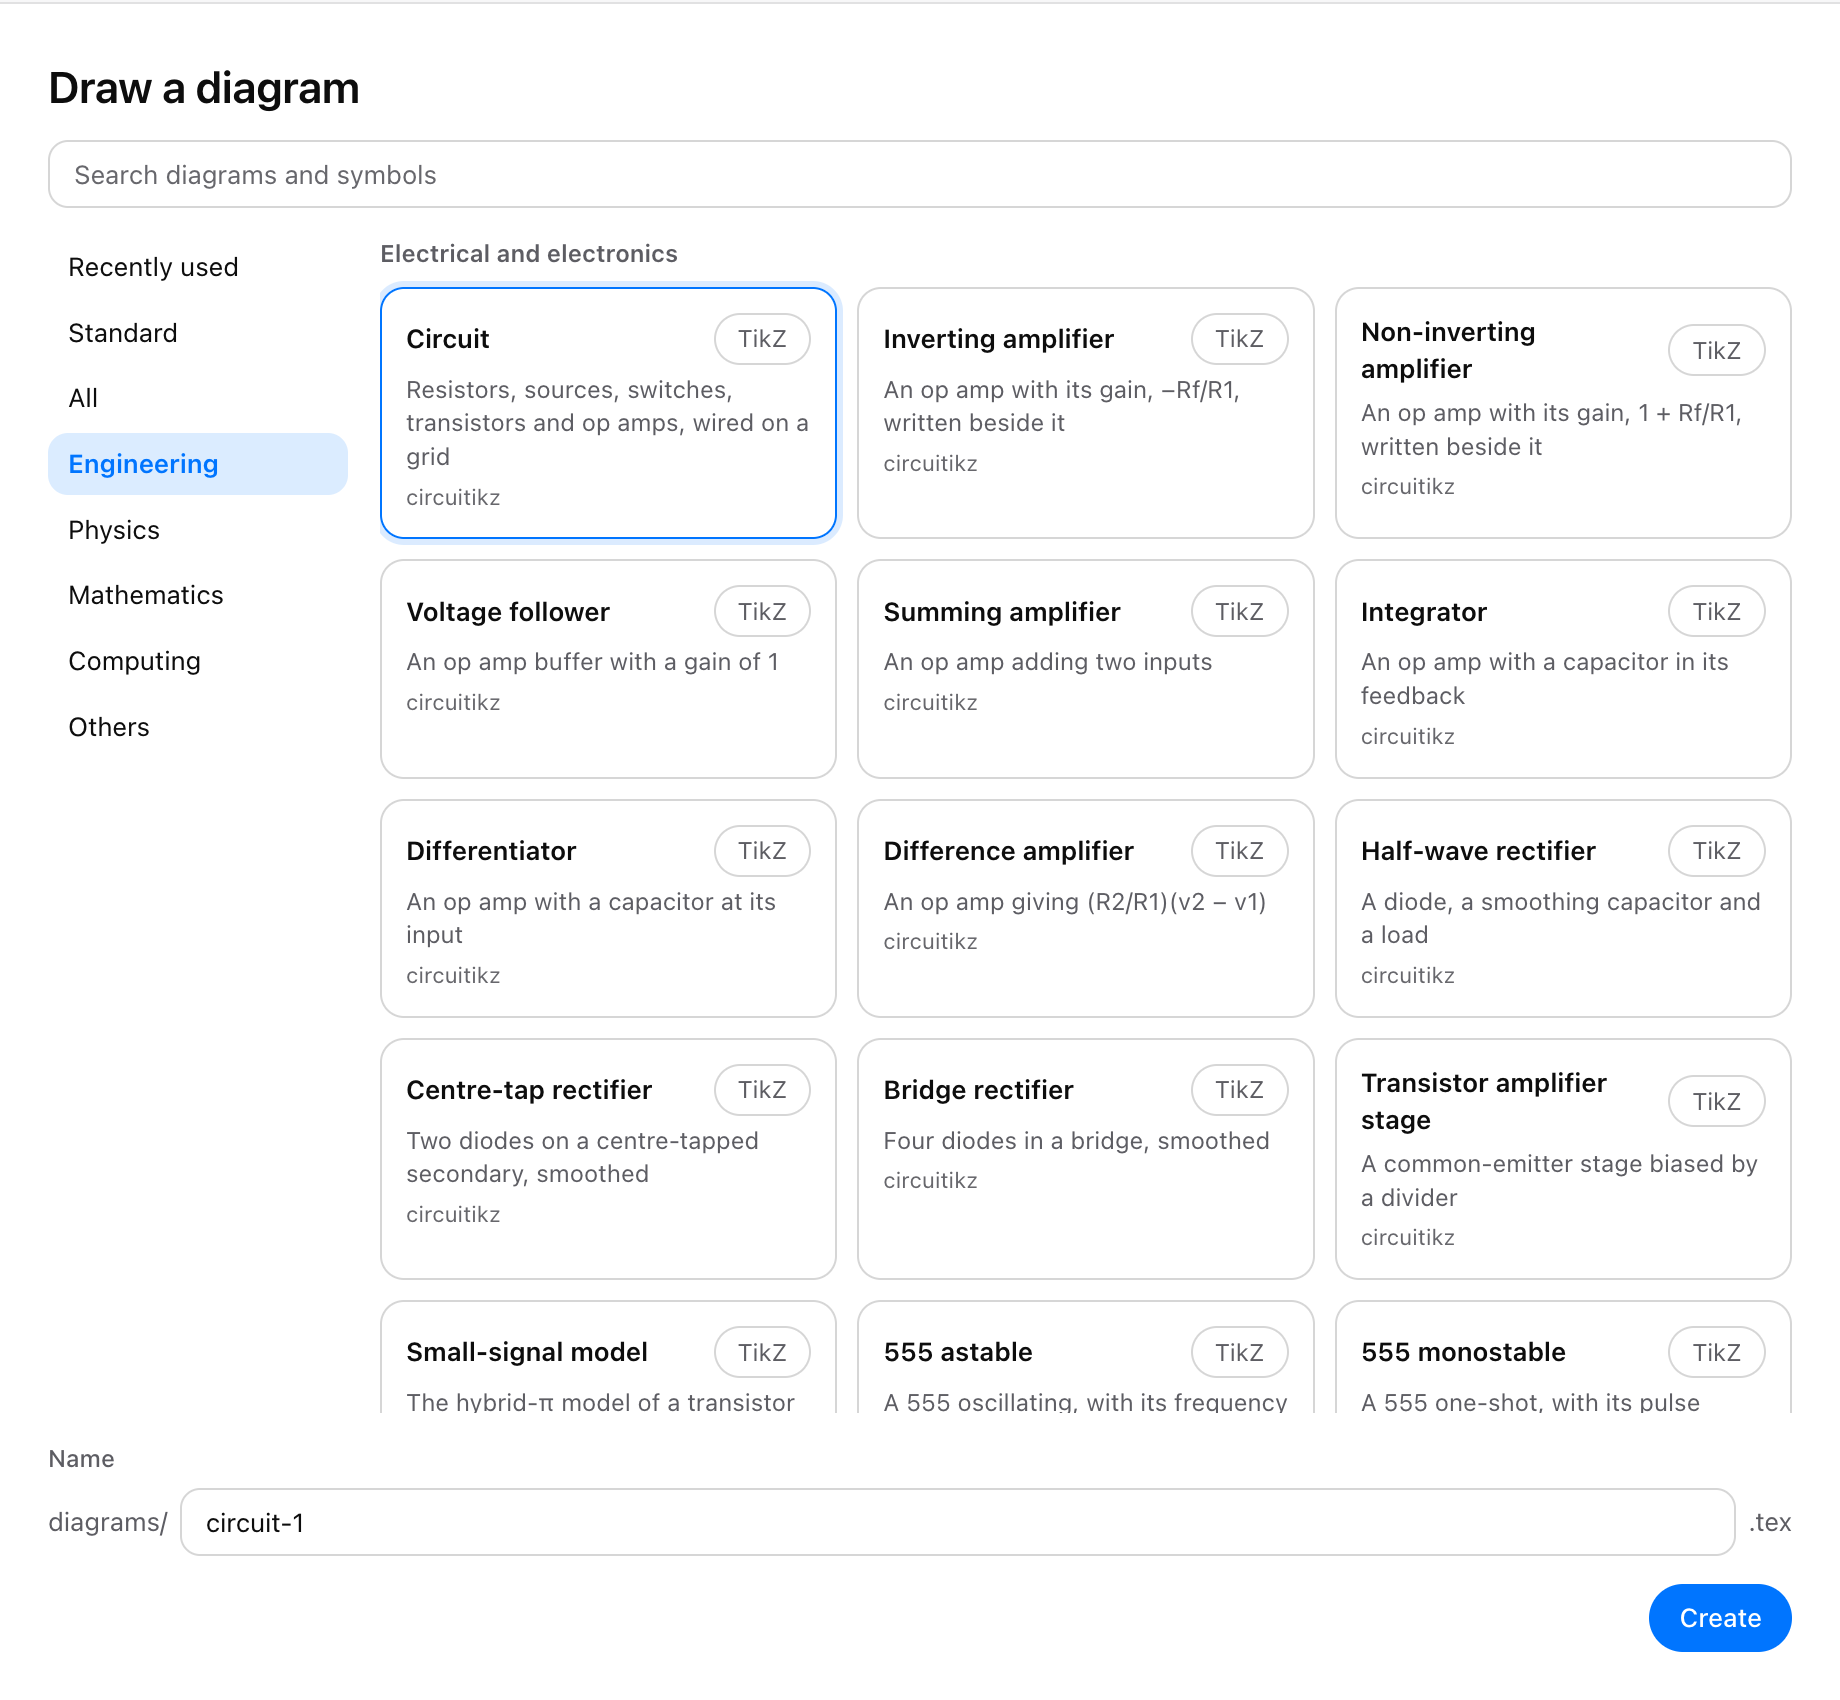 Draw a diagram
Search diagrams and symbols
Recently used
Standard
All
Engineering
Physics
Mathematics
Computing
Others
Electrical and electronics
Circuit
TikZ
Resistors, sources, switches,
transistors and op amps, wired on a
grid
circuitikz
Inverting amplifier
TikZ
An op amp with its gain, −Rf/R1,
written beside it
circuitikz
Non-inverting
amplifier
TikZ
An op amp with its gain, 1 + Rf/R1,
written beside it
circuitikz
Voltage follower
TikZ
An op amp buffer with a gain of 1
circuitikz
Summing amplifier
TikZ
An op amp adding two inputs
circuitikz
Integrator
TikZ
An op amp with a capacitor in its
feedback
circuitikz
Differentiator
TikZ
An op amp with a capacitor at its
input
circuitikz
Difference amplifier
TikZ
An op amp giving (R2/R1)(v2 − v1)
circuitikz
Half-wave rectifier
TikZ
A diode, a smoothing capacitor and
a load
circuitikz
Centre-tap rectifier
TikZ
Two diodes on a centre-tapped
secondary, smoothed
circuitikz
Bridge rectifier
TikZ
Four diodes in a bridge, smoothed
circuitikz
Transistor amplifier
stage
TikZ
A common-emitter stage biased by
a divider
circuitikz
Small-signal model
TikZ
The hybrid-π model of a transistor
555 astable
TikZ
A 555 oscillating, with its frequency
555 monostable
TikZ
A 555 one-shot, with its pulse
Name
diagrams/
circuit-1
.tex
Create